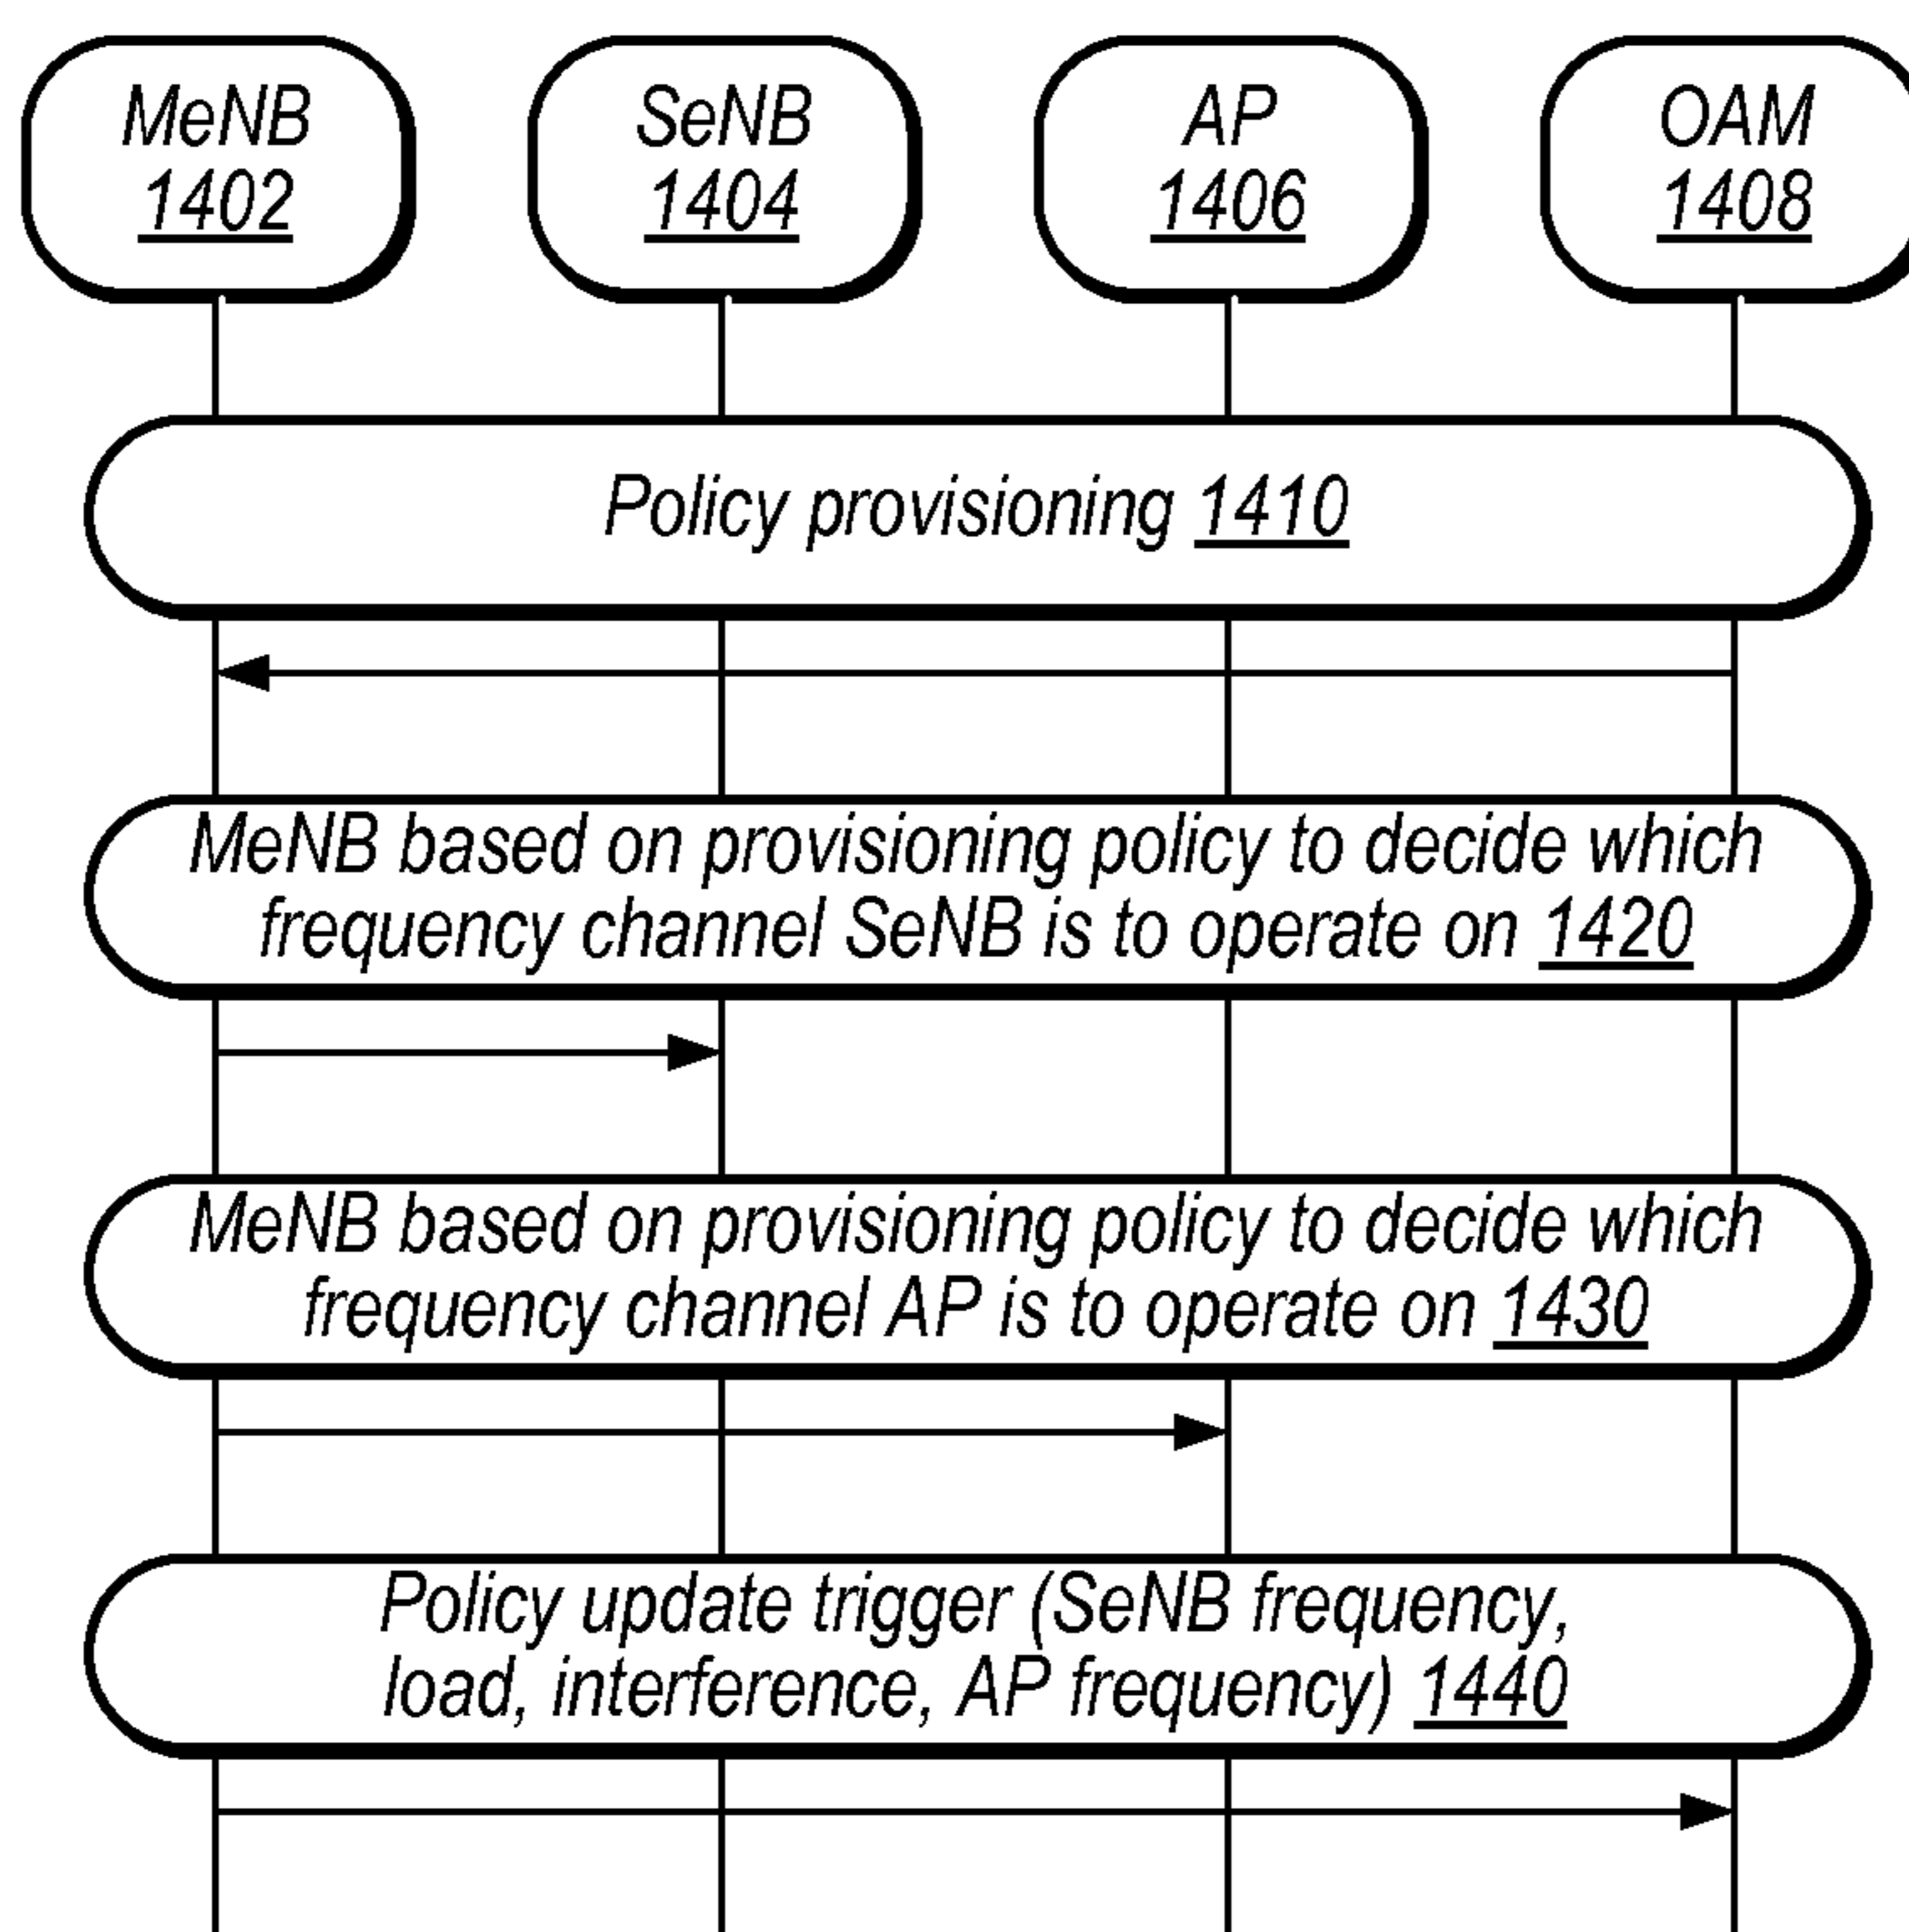 MeNB
1402
SeNB
1404
AP
1406
OAM
1408
Policy provisioning 1410
MeNB based on provisioning policy to decide which
frequency channel SeNB is to operate on 1420
MeNB based on provisioning policy to decide which
frequency channel AP is to operate on 1430
Policy update trigger (SeNB frequency,
load, interference, AP frequency) 1440